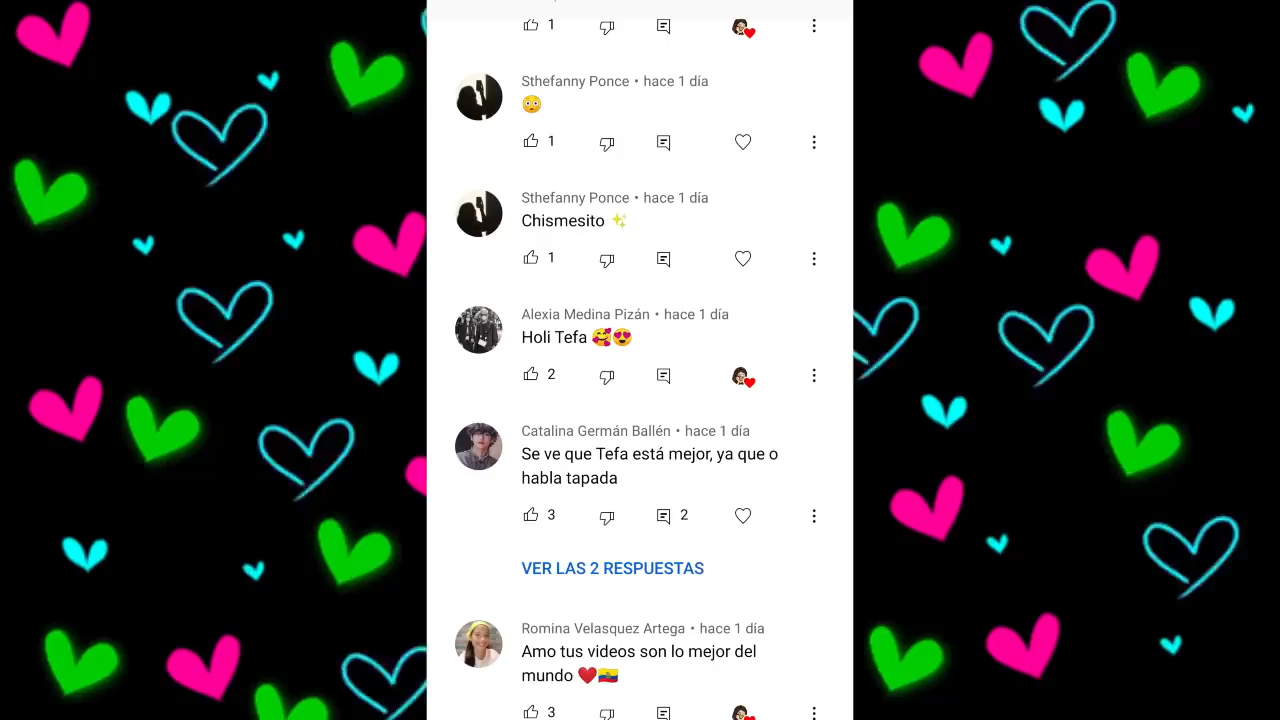 1
Sthefanny Ponce • hace 1 día
😳
1
Sthefanny Ponce • hace 1 día
Chismesito ✨
1
Alexia Medina Pizán • hace 1 día
Holi Tefa 🥰😍
2
Catalina Germán Ballén • hace 1 día
Se ve que Tefa está mejor, ya que o
habla tapada
3 2
VER LAS 2 RESPUESTAS
Romina Velasquez Artega • hace 1 día
Amo tus videos son lo mejor del
mundo ❤️🇪🇨
3